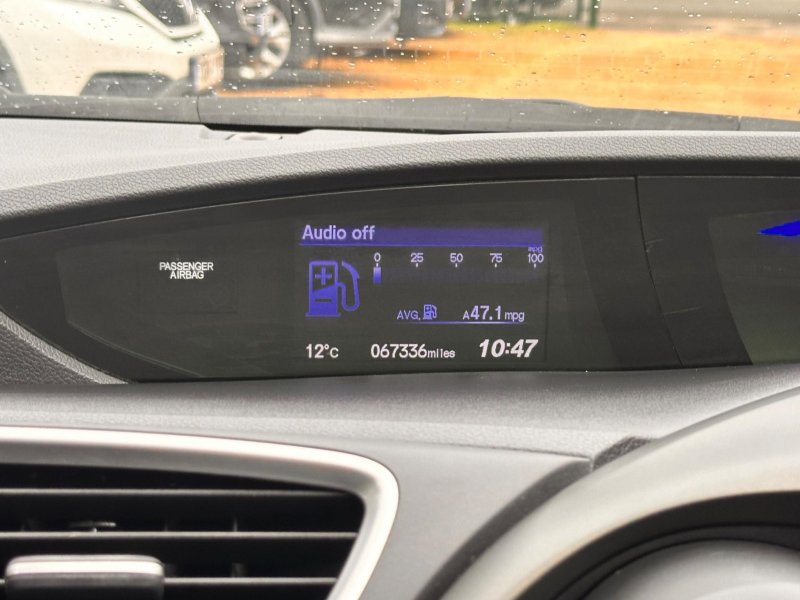 Audio off
mpg
0 25 50 75 100
PASSENGER
AIRBAG
AVG. A47.1mpg
12°C 067336miles 10:47